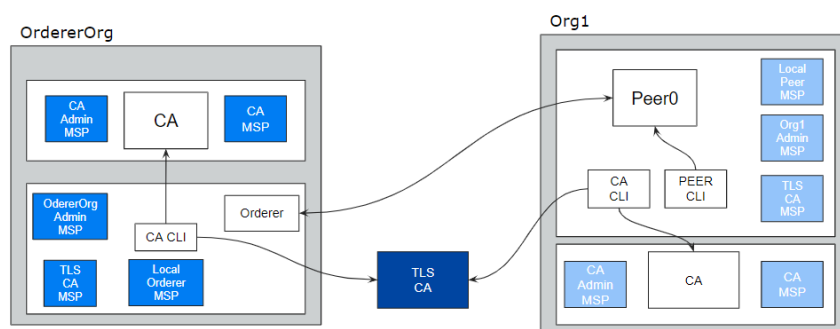 OrdererOrg
CA
Admin
MSP
CA
CA
MSP
OdererOrg
Admin
MSP
Orderer
CA CLI
TLS
CA
MSP
Local
Orderer
MSP
TLS
CA
Org1
Peer0
Local
Peer
MSP
Org1
Admin
MSP
CA
CLI
PEER
CLI
TLS
CA
MSP
CA
Admin
MSP
CA
CA
MSP